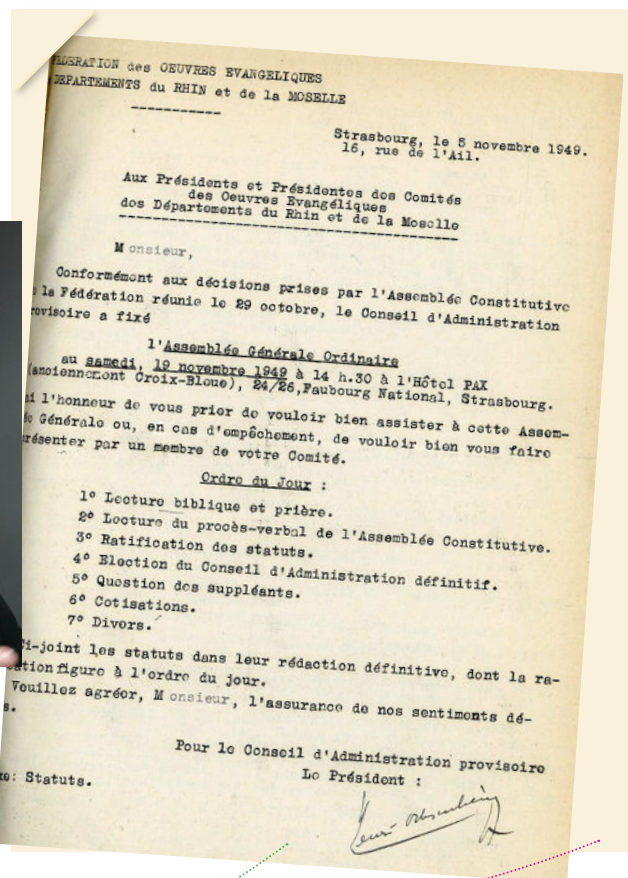 FEDERATION des OEUVRES EVANGELIQUES
DEPARTEMENTS du RHIN et de la MOSELLE
Strasbourg, le 5 novembre 1949.
16, rue de l'Ail.
Aux Présidents et Présidentes des Comités
des Oeuvres Evangéliques
des Départements du Rhin et de la Moselle
Monsieur,
Conformément aux décisions prises par l'Assemblée Constitutive
la Fédération réunie le 29 octobre, le Conseil d'Administration
rovisoire a fixé
l'Assemblée Générale Ordinaire
au samedi, 19 novembre 1949 à 14 h.30 à l'Hôtel PAX
(anciennement Croix-Bleue), 24/26,Faubourg National, Strasbourg.
ai l'honneur de vous prier de vouloir bien assister à cette Assem-
ée Générale ou, en cas d'empêchement, de vouloir bien vous faire
résenter par un membre de votre Comité.
Ordre du Jour :
1° Lecture biblique et prière.
2° Lecture du procès-verbal de l'Assemblée Constitutive.
3° Ratification des statuts.
4° Election du Conseil d'Administration définitif.
5° Question des suppléants.
6° Cotisations.
7° Divers.
Ci-joint les statuts dans leur rédaction définitive, dont la ra-
ation figure à l'ordre du jour.
Veuillez agréer, Monsieur, l'assurance de nos sentiments dé-
s.
Pour le Conseil d'Administration provisoire
Le Président :
xe: Statuts.